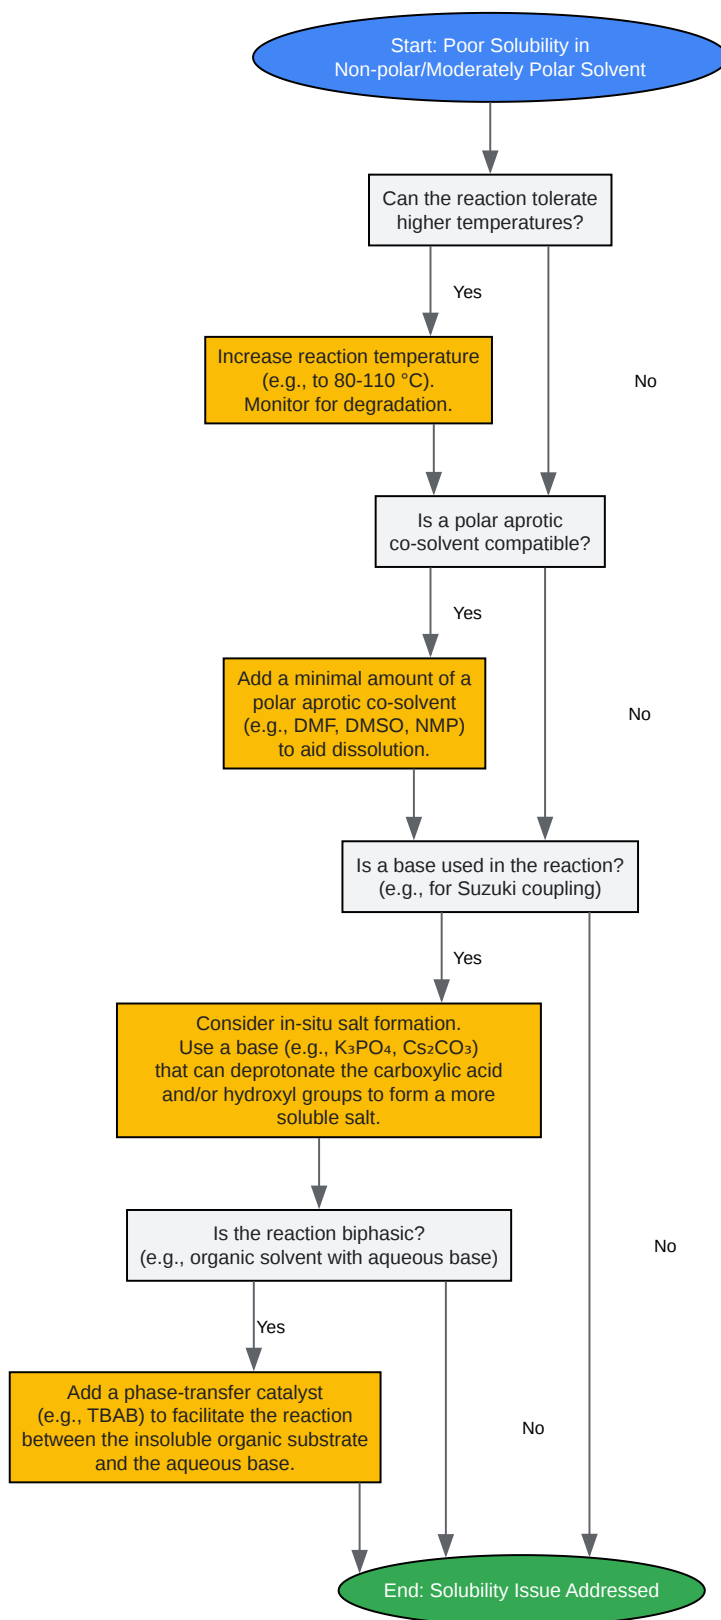 Start: Poor Solubility in
Non-polar/Moderately Polar Solvent
Can the reaction tolerate
higher temperatures?
Yes
Increase reaction temperature
(e.g., to 80-110 °C).
Monitor for degradation.
No
Is a polar aprotic
co-solvent compatible?
Yes
Add a minimal amount of a
polar aprotic co-solvent
(e.g., DMF, DMSO, NMP)
to aid dissolution.
No
Is a base used in the reaction?
(e.g., for Suzuki coupling)
Yes
Consider in-situ salt formation.
Use a base (e.g., K₃PO₄, Cs₂CO₃)
that can deprotonate the carboxylic acid
and/or hydroxyl groups to form a more
soluble salt.
Is the reaction biphasic?
(e.g., organic solvent with aqueous base)
No
Yes
Add a phase-transfer catalyst
(e.g., TBAB) to facilitate the reaction
between the insoluble organic substrate
and the aqueous base.
No
End: Solubility Issue Addressed